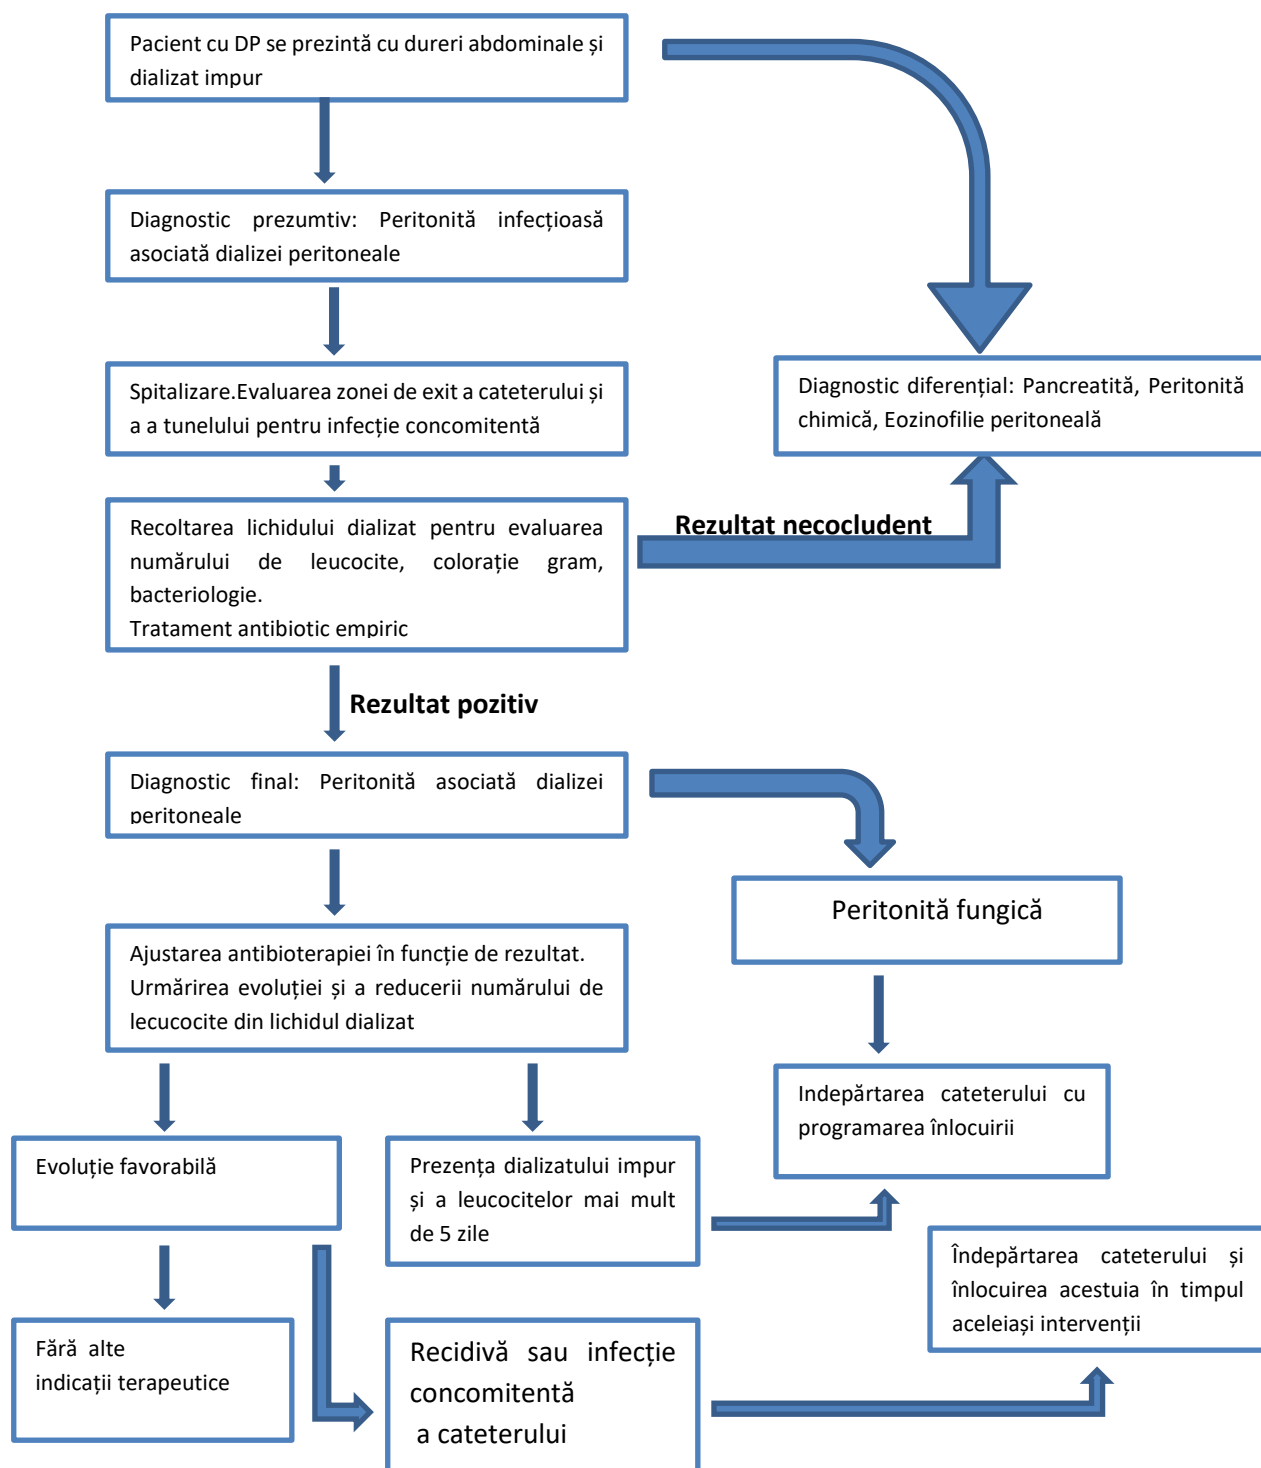 Pacient cu DP se prezintă cu dureri abdominale și
dializat impur
Diagnostic prezumtiv: Peritonită infecțioasă
asociată dializei peritoneale
Spitalizare.Evaluarea zonei de exit a cateterului și
a a tunelului pentru infecție concomitentă
Diagnostic diferențial: Pancreatită, Peritonită
chimică, Eozinofilie peritoneală
Recoltarea lichidului dializat pentru evaluarea
numărului de leucocite, colorație gram,
bacteriologie.
Tratament antibiotic empiric
Rezultat necocludent
Rezultat pozitiv
Diagnostic final: Peritonită asociată dializei
peritoneale
Peritonită fungică
Ajustarea antibioterapiei în funcție de rezultat.
Urmărirea evoluției și a reducerii numărului de
lecucocite din lichidul dializat
Indepărtarea cateterului cu
programarea înlocuirii
Evoluție favorabilă
Prezența dializatului impur
și a leucocitelor mai mult
de 5 zile
Îndepărtarea cateterului și
înlocuirea acestuia în timpul
aceleiași intervenții
Fără alte
indicații terapeutice
Recidivă sau infecție
concomitentă
a cateterului